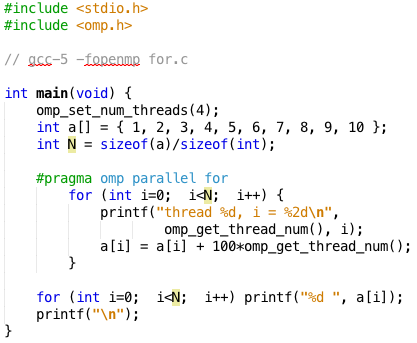 #include <stdio.h>
#include <omp.h>

// gcc-5 -fopenmp for.c

int main(void) {
    omp_set_num_threads(4);
    int a[] = { 1, 2, 3, 4, 5, 6, 7, 8, 9, 10 };
    int N = sizeof(a)/sizeof(int);

    #pragma omp parallel for
        for (int i=0;  i<N;  i++) {
            printf("thread %d, i = %2d\n",
                    omp_get_thread_num(), i);
            a[i] = a[i] + 100*omp_get_thread_num();
        }

    for (int i=0;  i<N;  i++) printf("%d ", a[i]);
    printf("\n");
}